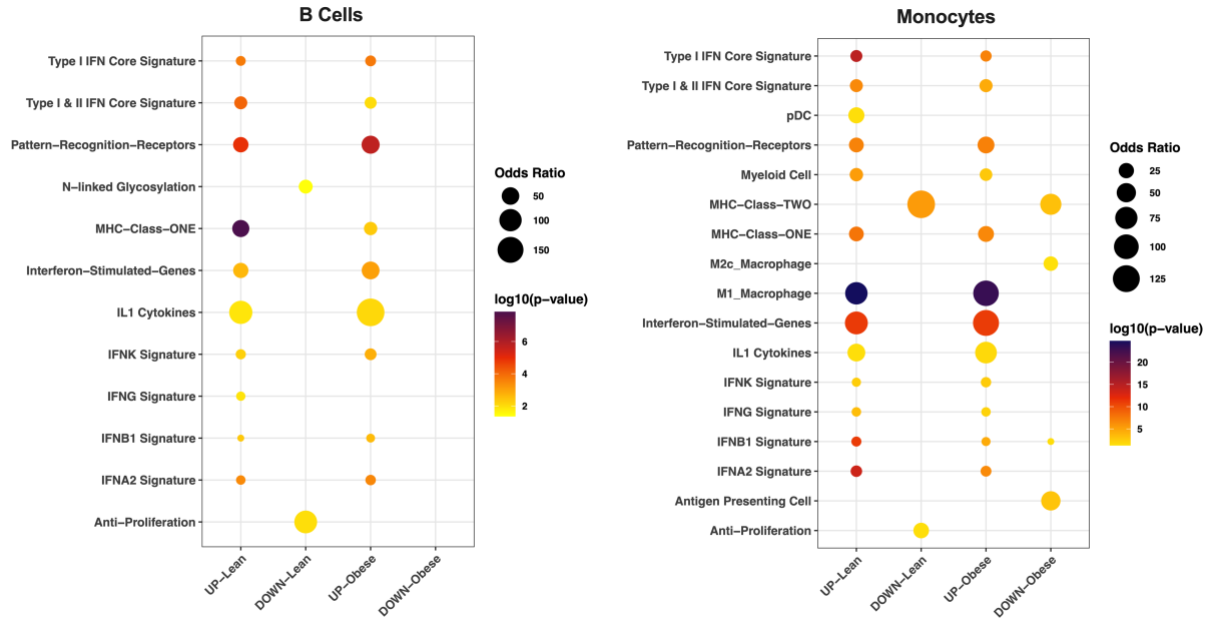 B Cells
Type I IFN Core Signature
Type I & II IFN Core Signature
Pattern-Recognition-Receptors
N-linked Glycosylation
MHC-Class-ONE
Interferon-Stimulated-Genes
IL1 Cytokines
IFNK Signature
IFNG Signature
IFNB1 Signature
IFNA2 Signature
Anti-Proliferation
UP-Lean
DOWN-Lean
UP-Obese
DOWN-Obese
Odds Ratio
50
100
150
log10(p-value)
6
4
2
Monocytes
Type I IFN Core Signature
Type I & II IFN Core Signature
pDC
Pattern-Recognition-Receptors
Myeloid Cell
MHC-Class-TWO
MHC-Class-ONE
M2c_Macrophage
M1_Macrophage
Interferon-Stimulated-Genes
IL1 Cytokines
IFNK Signature
IFNG Signature
IFNB1 Signature
IFNA2 Signature
Antigen Presenting Cell
Anti-Proliferation
UP-Lean
DOWN-Lean
UP-Obese
DOWN-Obese
Odds Ratio
25
50
75
100
125
log10(p-value)
20
15
10
5